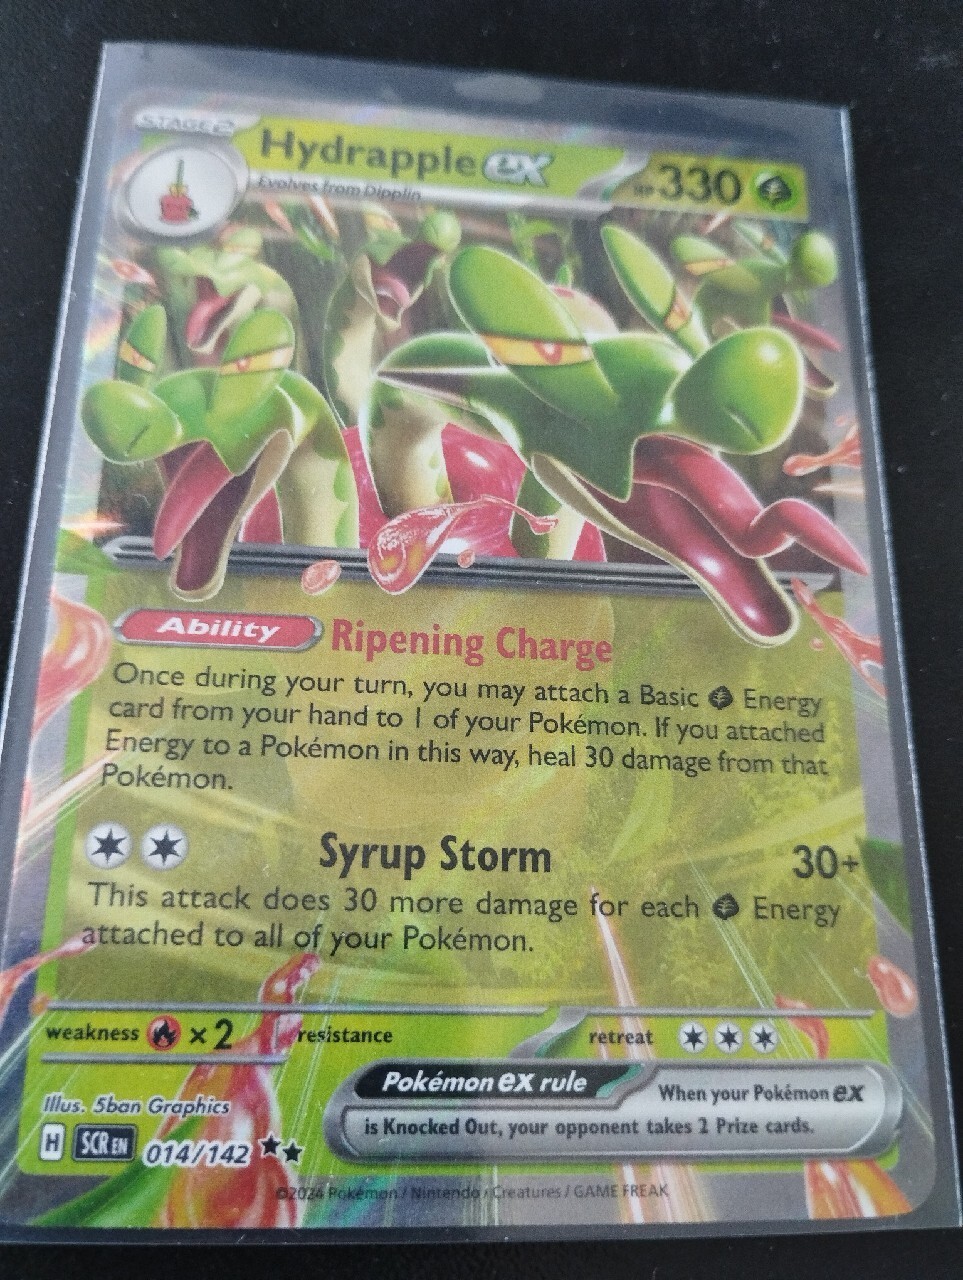 STAGE 2
Hydrapple ex
HP 330
Evolves from Dipplin
Ability Ripening Charge
Once during your turn, you may attach a Basic Energy
card from your hand to 1 of your Pokémon. If you attached
Energy to a Pokémon in this way, heal 30 damage from that
Pokémon.
Syrup Storm 30+
This attack does 30 more damage for each Energy
attached to all of your Pokémon.
weakness ×2 resistance retreat
Pokémon ex rule
When your Pokémon ex
is Knocked Out, your opponent takes 2 Prize cards.
Illus. 5ban Graphics
H SCR EN 014/142 ★★
©2024 Pokémon / Nintendo / Creatures / GAME FREAK